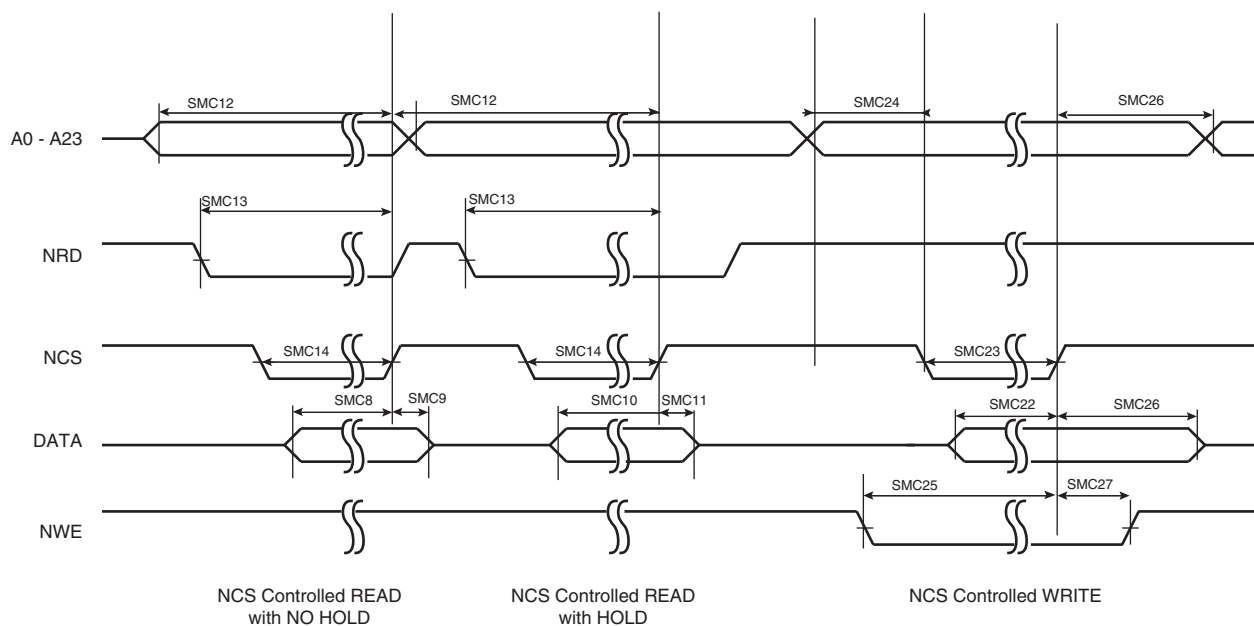 SMC12
SMC12
SMC24
SMC26
A0 - A23
SMC13
SMC13
NRD
NCS
SMC14
SMC14
SMC23
SMC8
SMC9
SMC10
SMC11
SMC22
SMC26
DATA
SMC25
SMC27
NWE
NCS Controlled READ
with NO HOLD
NCS Controlled READ
with HOLD
NCS Controlled WRITE